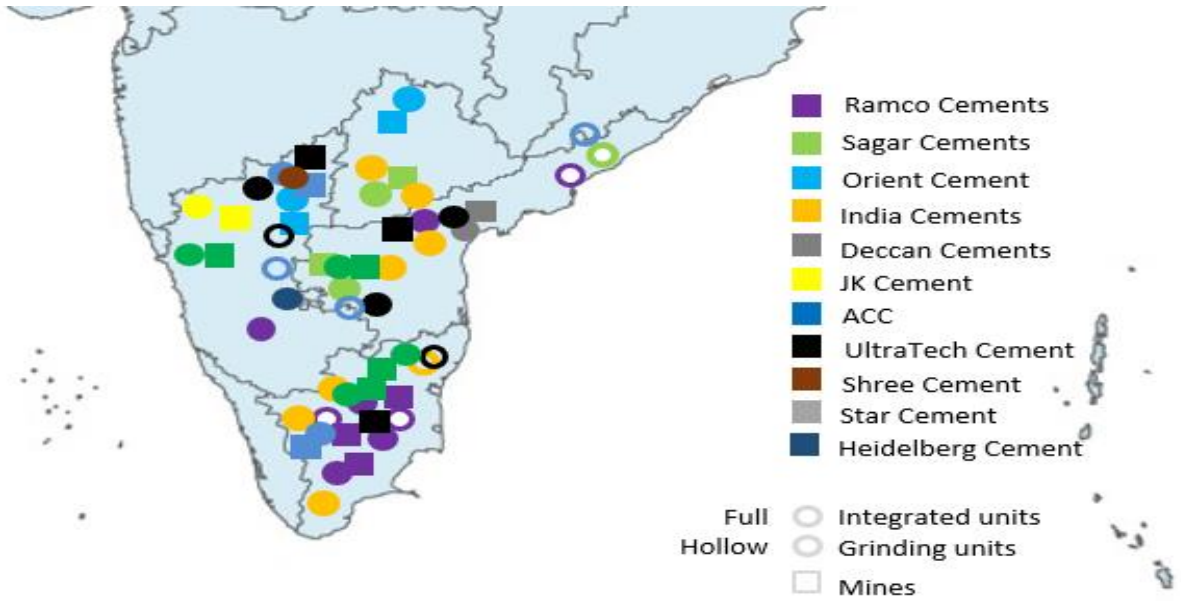 Ramco Cements
Sagar Cements
Orient Cement
India Cements
Deccan Cements
JK Cement
ACC
UltraTech Cement
Shree Cement
Star Cement
Heidelberg Cement
Full Integrated units
Hollow Grinding units
Mines